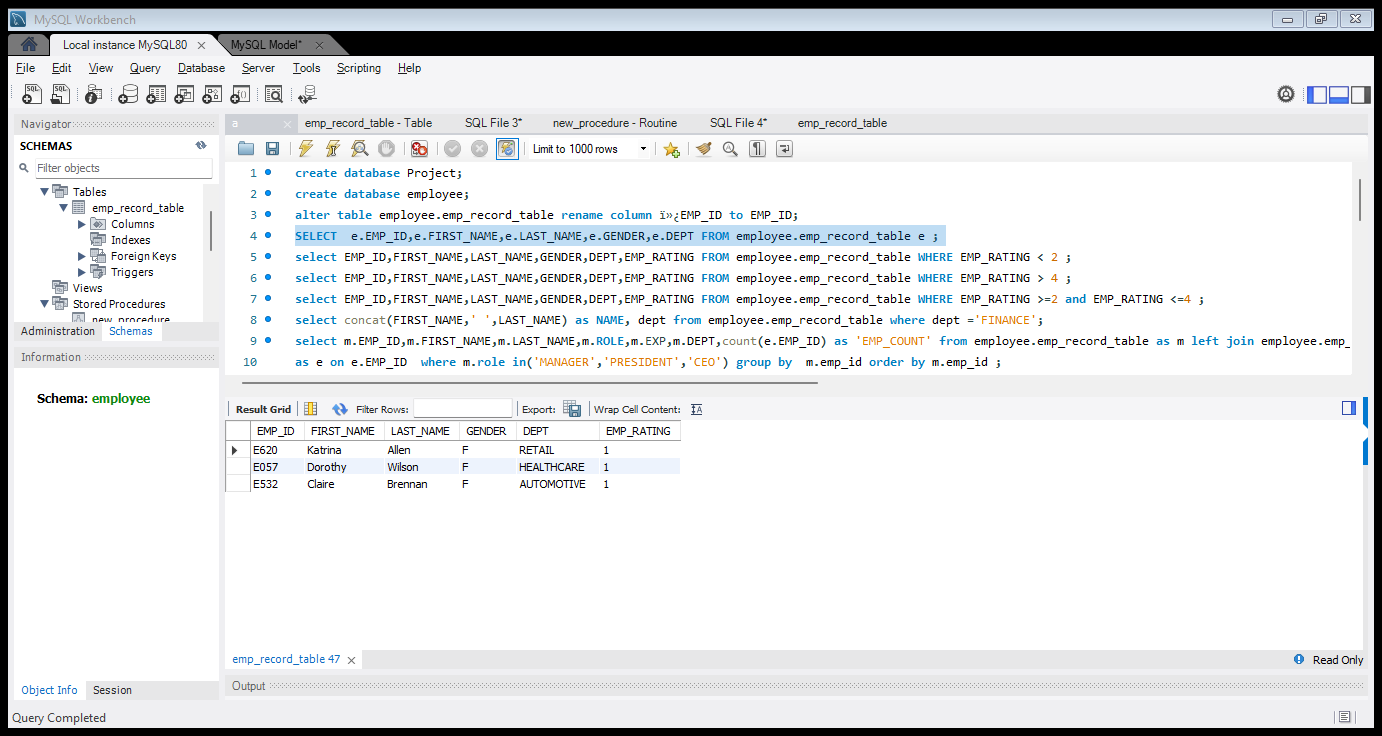 MySQL Workbench
Local instance MySQL80
MySQL Model*
File Edit View Query Database Server Tools Scripting Help
Navigator
SCHEMAS
Filter objects
Tables
emp_record_table
Columns
Indexes
Foreign Keys
Triggers
Views
Stored Procedures
new_procedure
Administration Schemas
Information
Schema: employee
Object Info Session
Query Completed
a emp_record_table - Table SQL File 3* new_procedure - Routine SQL File 4* emp_record_table
Limit to 1000 rows
1 create database Project;
2 create database employee;
3 alter table employee.emp_record_table rename column ï»¿EMP_ID to EMP_ID;
4 SELECT  e.EMP_ID,e.FIRST_NAME,e.LAST_NAME,e.GENDER,e.DEPT FROM employee.emp_record_table e ;
5 select EMP_ID,FIRST_NAME,LAST_NAME,GENDER,DEPT,EMP_RATING FROM employee.emp_record_table WHERE EMP_RATING < 2 ;
6 select EMP_ID,FIRST_NAME,LAST_NAME,GENDER,DEPT,EMP_RATING FROM employee.emp_record_table WHERE EMP_RATING > 4 ;
7 select EMP_ID,FIRST_NAME,LAST_NAME,GENDER,DEPT,EMP_RATING FROM employee.emp_record_table WHERE EMP_RATING >=2 and EMP_RATING <=4 ;
8 select concat(FIRST_NAME,' ',LAST_NAME) as NAME, dept from employee.emp_record_table where dept ='FINANCE';
9 select m.EMP_ID,m.FIRST_NAME,m.LAST_NAME,m.ROLE,m.EXP,m.DEPT,count(e.EMP_ID) as 'EMP_COUNT' from employee.emp_record_table as m left join employee.emp_
10 as e on e.EMP_ID  where m.role in('MANAGER','PRESIDENT','CEO') group by  m.emp_id order by m.emp_id ;
Result Grid Filter Rows: Export: Wrap Cell Content: IA
EMP_ID FIRST_NAME LAST_NAME GENDER DEPT EMP_RATING
E620 Katrina Allen F RETAIL 1
E057 Dorothy Wilson F HEALTHCARE 1
E532 Claire Brennan F AUTOMOTIVE 1
emp_record_table 47
Read Only
Output